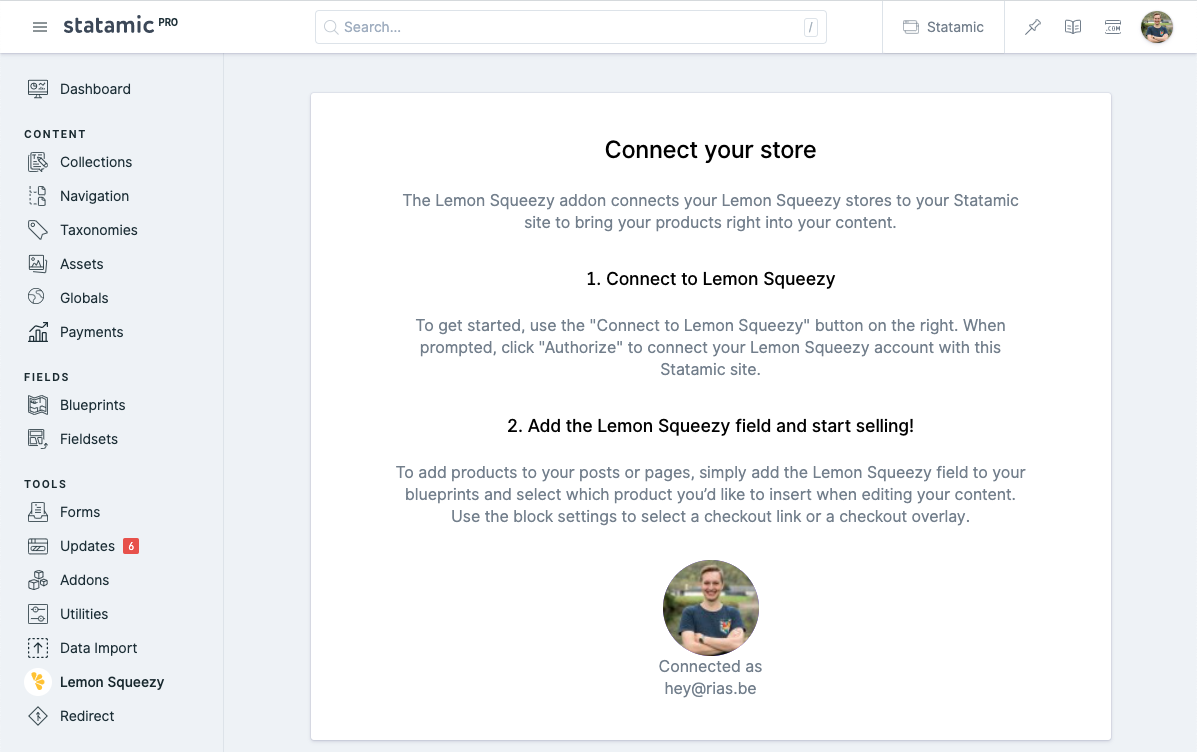 statamic PRO
Search...
/
Statamic
.COM
Dashboard
CONTENT
Collections
Navigation
Taxonomies
Assets
Globals
Payments
FIELDS
Blueprints
Fieldsets
TOOLS
Forms
Updates 6
Addons
Utilities
Data Import
Lemon Squeezy
Redirect
Connect your store
The Lemon Squeezy addon connects your Lemon Squeezy stores to your Statamic
site to bring your products right into your content.
1. Connect to Lemon Squeezy
To get started, use the "Connect to Lemon Squeezy" button on the right. When
prompted, click "Authorize" to connect your Lemon Squeezy account with this
Statamic site.
2. Add the Lemon Squeezy field and start selling!
To add products to your posts or pages, simply add the Lemon Squeezy field to your
blueprints and select which product you’d like to insert when editing your content.
Use the block settings to select a checkout link or a checkout overlay.
Connected as
hey@rias.be